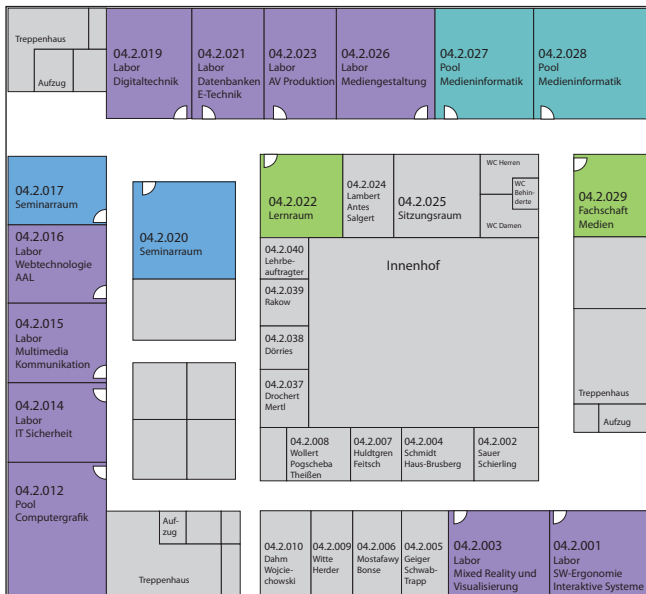 Treppenhaus
Aufzug
04.2.019
Labor
Digitaltechnik
04.2.021
Labor
Datenbanken
E-Technik
04.2.023
Labor
AV Produktion
04.2.026
Labor
Mediengestaltung
04.2.027
Pool
Medieninformatik
04.2.028
Pool
Medieninformatik
04.2.017
Seminarraum
04.2.016
Labor
Webtechnologie
AAL
04.2.015
Labor
Multimedia
Kommunikation
04.2.014
Labor
IT Sicherheit
04.2.012
Pool
Computergrafik
04.2.020
Seminarraum
04.2.022
Lernraum
04.2.024
Lambert
Antes
Salgert
04.2.025
Sitzungsraum
WC Herren
WC
Behin-
derte
WC Damen
04.2.029
Fachschaft
Medien
04.2.040
Lehrbe-
auftragter
04.2.039
Rakow
04.2.038
Dörries
04.2.037
Drochert
Mertl
Innenhof
Treppenhaus
Aufzug
04.2.008
Wollert
Pogscheba
Theißen
04.2.007
Huldtgren
Feitsch
04.2.004
Schmidt
Haus-Brusberg
04.2.002
Sauer
Schierling
Auf-
zug
Treppenhaus
04.2.010
Dahm
Wojcie-
chowski
04.2.009
Witte
Herder
04.2.006
Mostafawy
Bonse
04.2.005
Geiger
Schwab-
Trapp
04.2.003
Labor
Mixed Reality und
Visualisierung
04.2.001
Labor
SW-Ergonomie
Interaktive Systeme